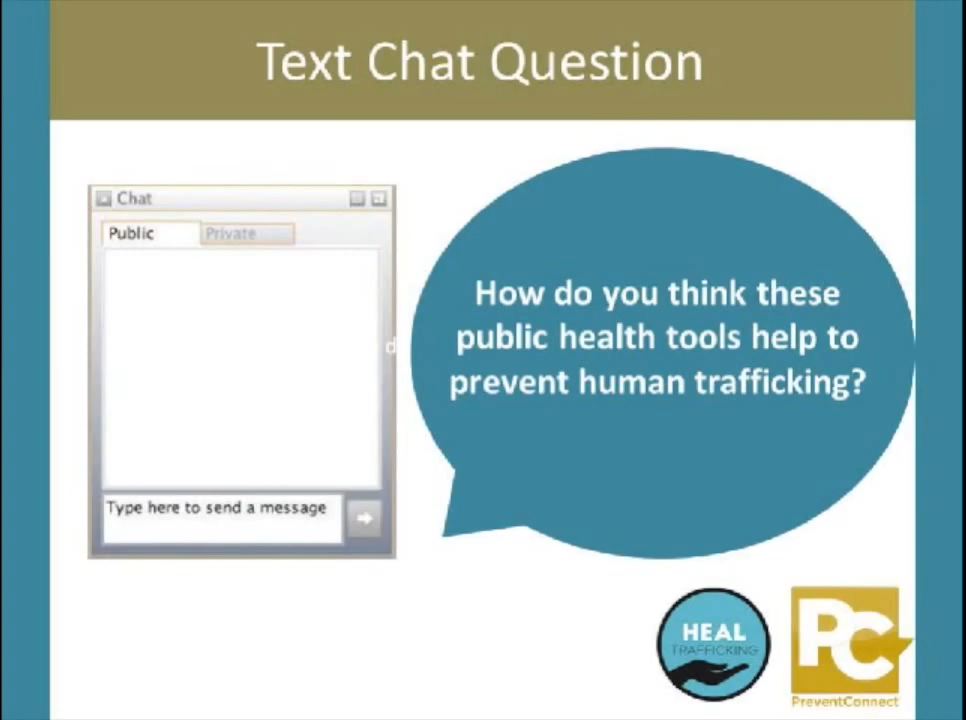 Text Chat Question
Chat
Public
Private
d
Type here to send a message
How do you think these
public health tools help to
prevent human trafficking?
HEAL
TRAFFICKING
PC
PreventConnect